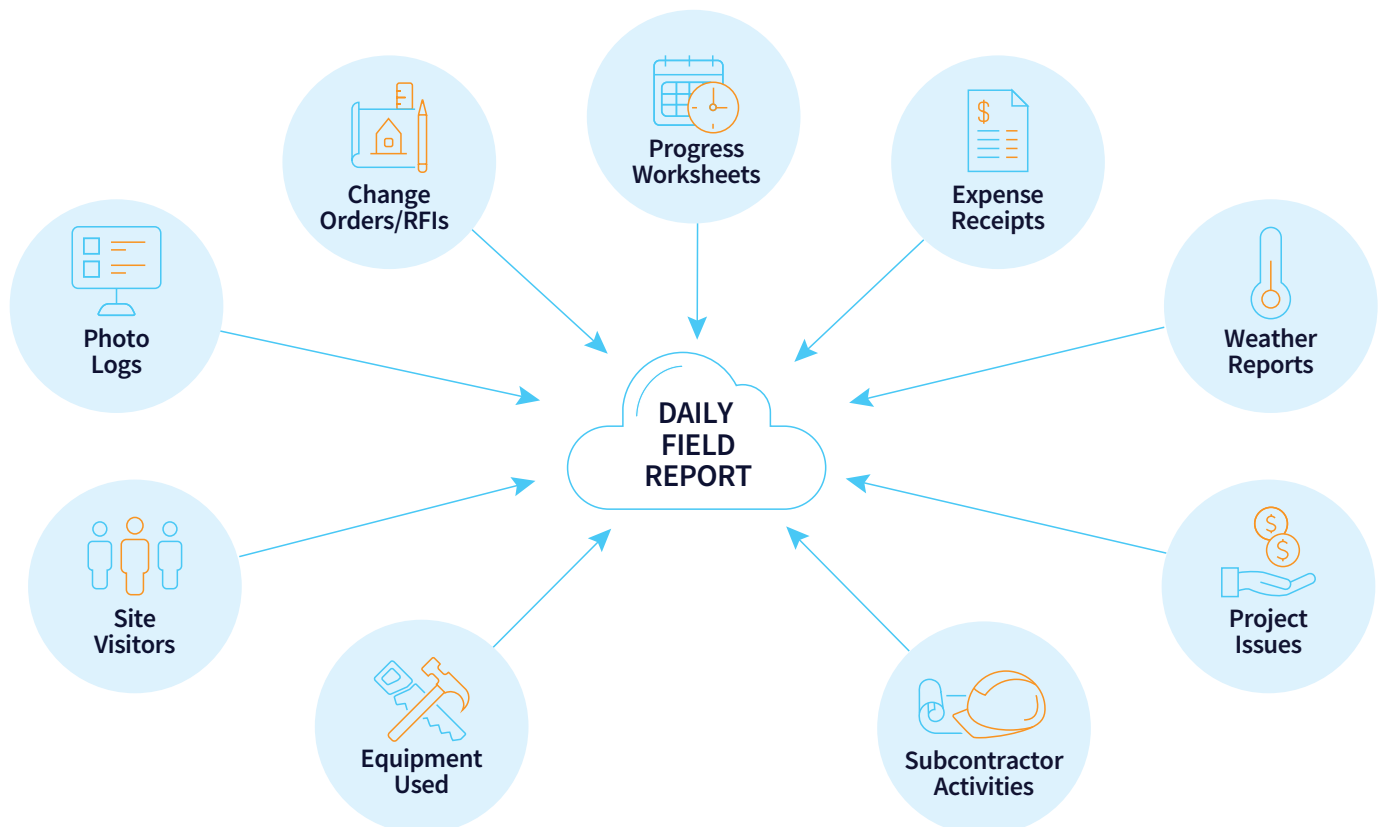 Progress
Worksheets
Change
Orders/RFIs
$
Expense
Receipts
Photo
Logs
Weather
Reports
DAILY
FIELD
REPORT
Site
Visitors
$
$
Project
Issues
Equipment
Used
Subcontractor
Activities